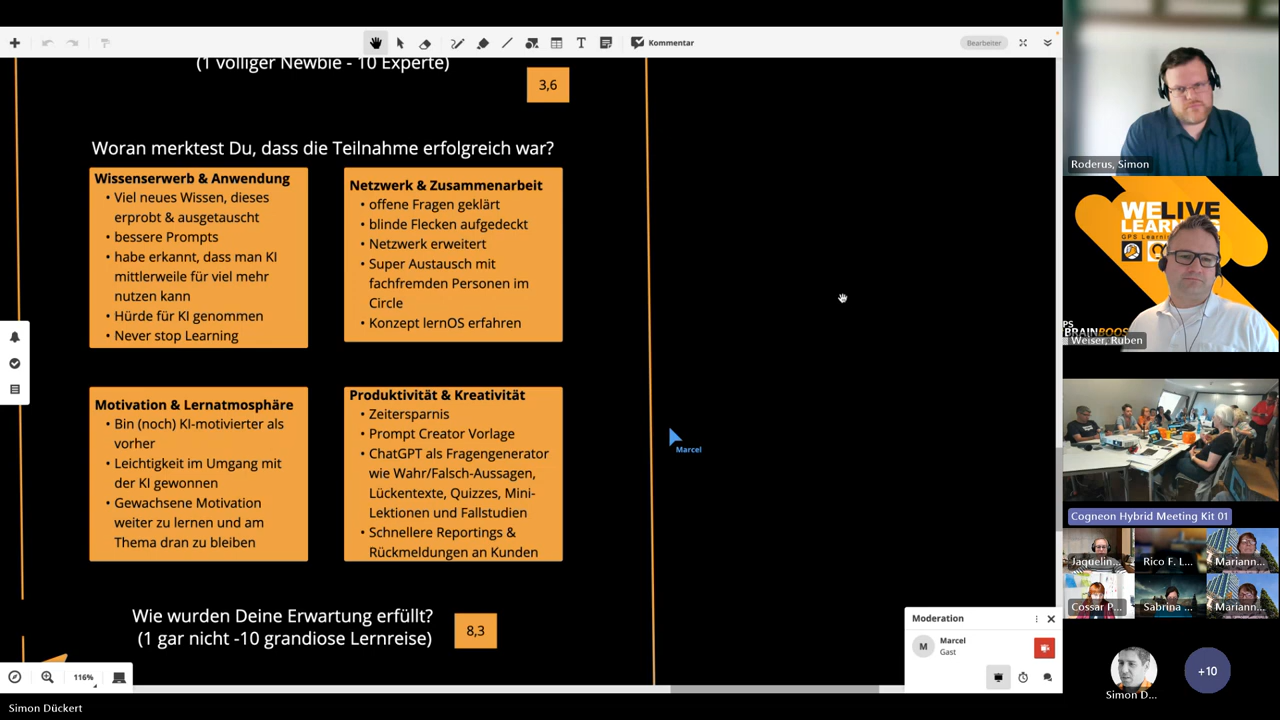 Kommentar
Bearbeiter
(1 völliger Newbie - 10 Experte)
3,6
Woran merktest Du, dass die Teilnahme erfolgreich war?
Wissenserwerb & Anwendung
• Viel neues Wissen, dieses
erprobt & ausgetauscht
• bessere Prompts
• habe erkannt, dass man KI
mittlerweile für viel mehr
nutzen kann
• Hürde für KI genommen
• Never stop Learning
Netzwerk & Zusammenarbeit
• offene Fragen geklärt
• blinde Flecken aufgedeckt
• Netzwerk erweitert
• Super Austausch mit
fachfremden Personen im
Circle
• Konzept lernOS erfahren
Motivation & Lernatmosphäre
• Bin (noch) KI-motivierter als
vorher
• Leichtigkeit im Umgang mit
der KI gewonnen
• Gewachsene Motivation
weiter zu lernen und am
Thema dran zu bleiben
Produktivität & Kreativität
• Zeitersparnis
• Prompt Creator Vorlage
• ChatGPT als Fragengenerator
wie Wahr/Falsch-Aussagen,
Lückentexte, Quizzes, Mini-
Lektionen und Fallstudien
• Schnellere Reportings &
Rückmeldungen an Kunden
Marcel
Wie wurden Deine Erwartung erfüllt?
(1 gar nicht -10 grandiose Lernreise)
8,3
Moderation
M
Marcel
Gast
116%
Simon Dückert
Roderus, Simon
WE LIVE
Weiser, Ruben
Cogneon Hybrid Meeting Kit 01
Jaquelin...
Rico F. L...
Mariann...
Cossar P...
Sabrina ...
Mariann...
Simon D...
+10